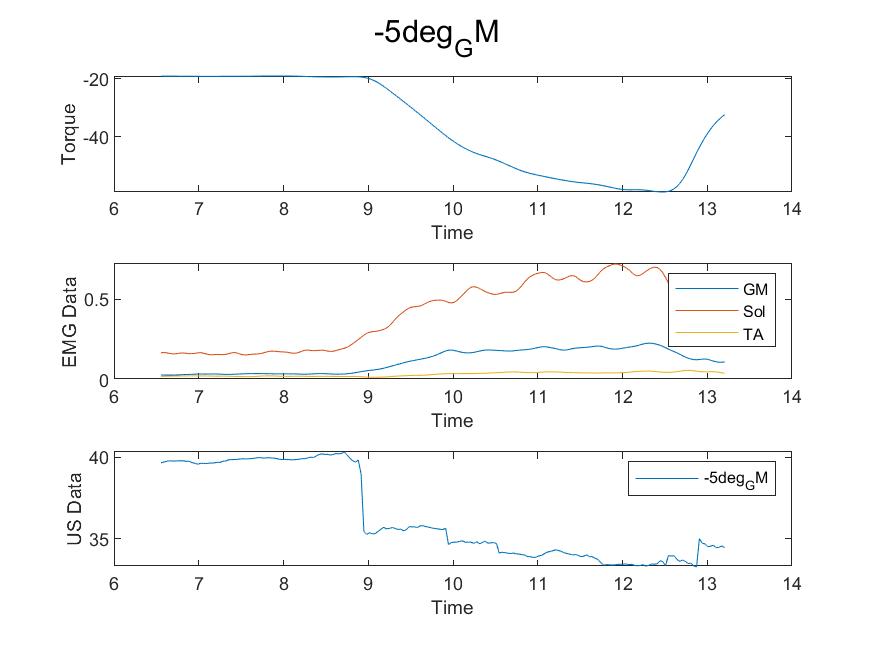 -5deg_GM
-20
-40
Torque
6 7 8 9 10 11 12 13 14
Time
0.5
0
EMG Data
GM
Sol
TA
6 7 8 9 10 11 12 13 14
Time
40
35
US Data
-5deg_GM
6 7 8 9 10 11 12 13 14
Time